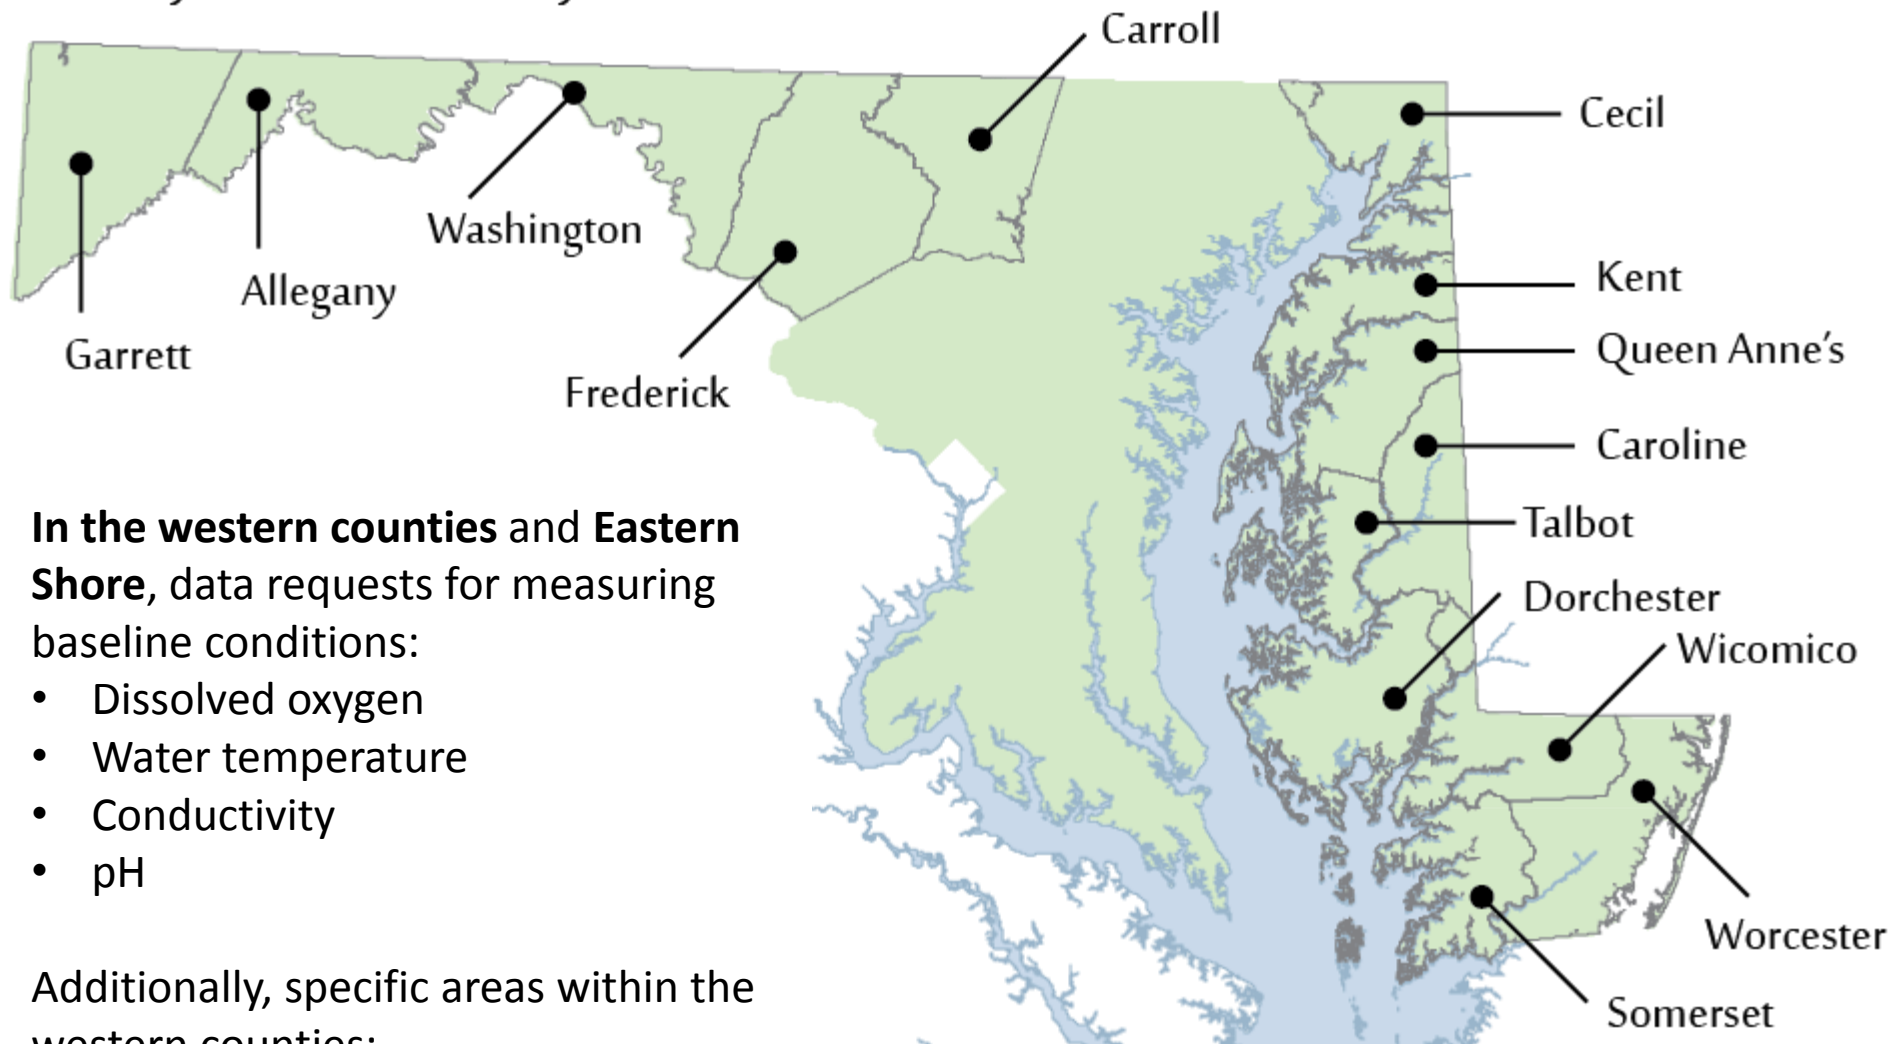 Carroll
Cecil
Washington
Kent
Allegany
Queen Anne's
Garrett
Frederick
Caroline
Talbot
Dorchester
Wicomico
Worcester
Somerset
In the western counties and Eastern
Shore, data requests for measuring
baseline conditions:
• Dissolved oxygen
• Water temperature
• Conductivity
• pH
Additionally, specific areas within the
western counties: